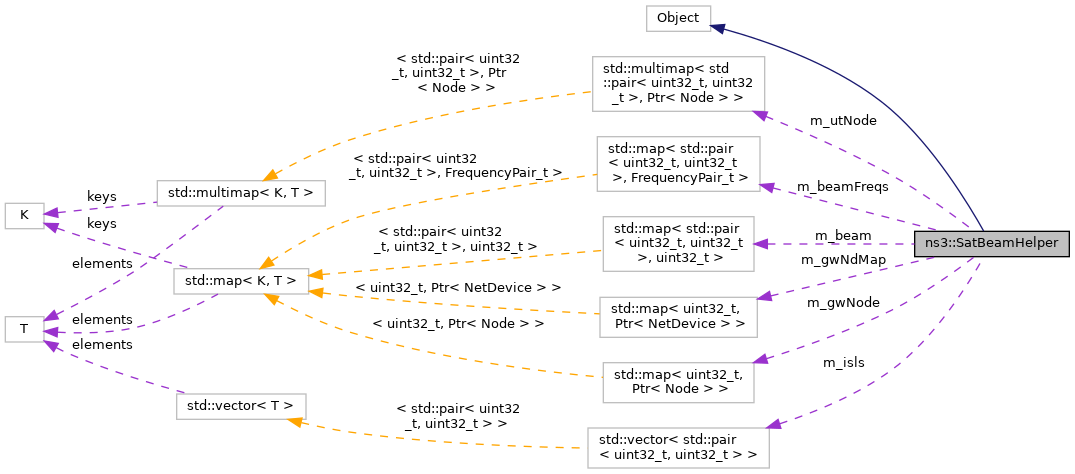 Object
< std::pair< uint32
_t, uint32_t >, Ptr
< Node > >
std::multimap< std
::pair< uint32_t, uint32
_t >, Ptr< Node > >
m_utNode
< std::pair< uint32
_t, uint32_t >, FrequencyPair_t >
std::map< std::pair
< uint32_t, uint32_t
>, FrequencyPair_t >
m_beamFreqs
std::multimap< K, T >
keys
K
keys
< std::pair< uint32
_t, uint32_t >, uint32_t >
std::map< std::pair
< uint32_t, uint32_t
>, uint32_t >
m_beam
ns3::SatBeamHelper
m_gwNdMap
elements
std::map< K, T >
< uint32_t, Ptr< NetDevice > >
std::map< uint32_t,
Ptr< NetDevice > >
m_gwNode
elements
T
elements
< uint32_t, Ptr< Node > >
std::map< uint32_t,
Ptr< Node > >
m_isls
std::vector< T >
< std::pair< uint32
_t, uint32_t > >
std::vector< std::pair
< uint32_t, uint32_t > >